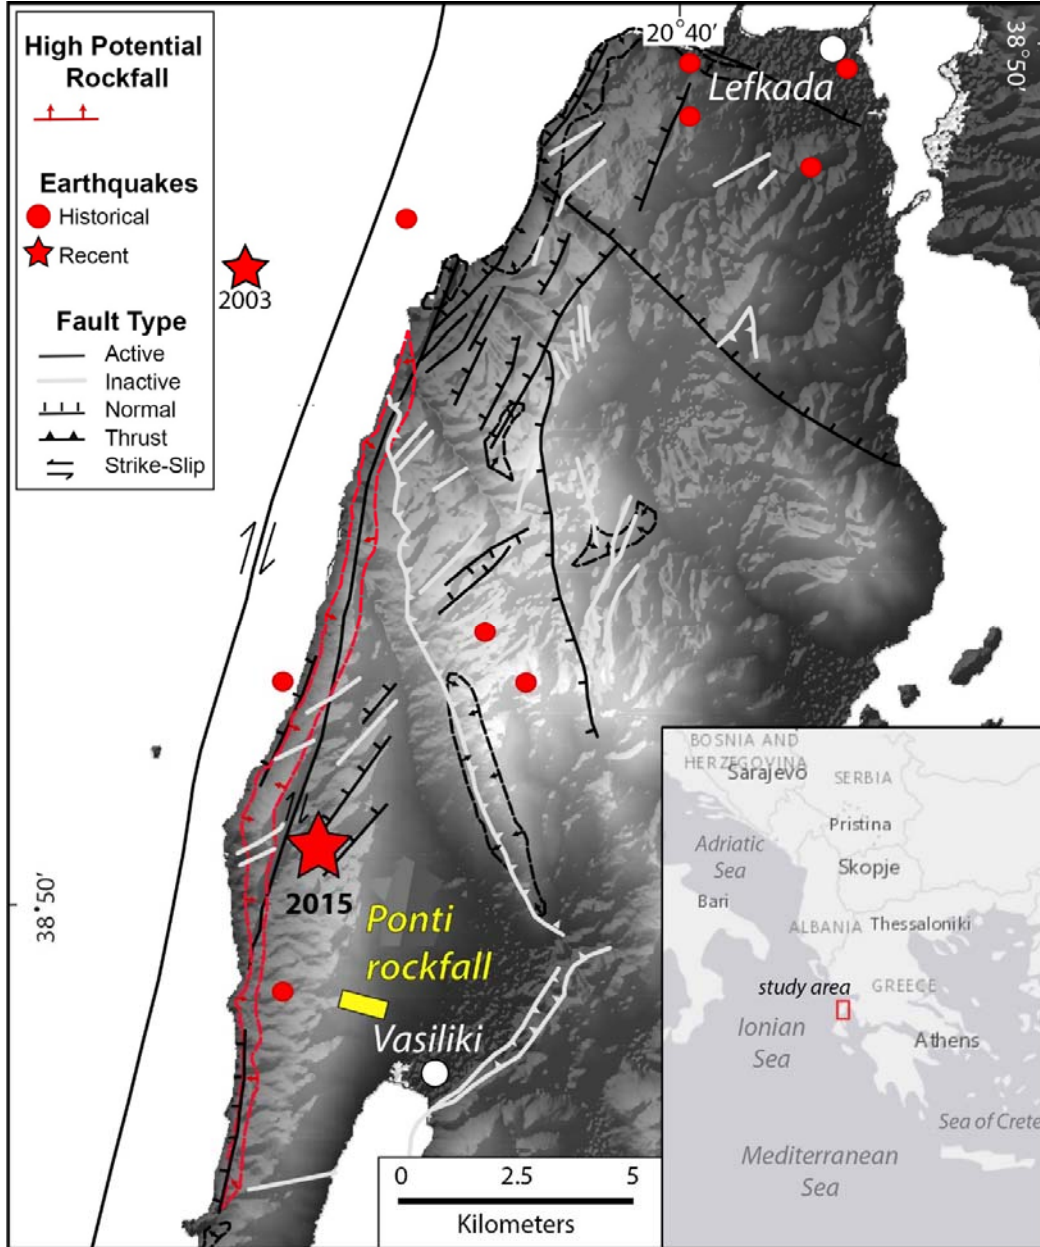 High Potential
Rockfall
Earthquakes
Historical
Recent
Fault Type
Active
Inactive
Normal
Thrust
Strike-Slip
20°40'
38°50'
Lefkada
2003
2015
38°50'
Ponti
rockfall
Vasiliki
0 2.5 5
Kilometers
BOSNIA AND
HERZEGOVINA
Sarajevo
SERBIA
Pristina
Adriatic
Sea
Skopje
Bari
ALBANIA
Thessaloniki
study area
GREECE
Ionian
Sea
Athens
Sea of Crete
Mediterranean
Sea